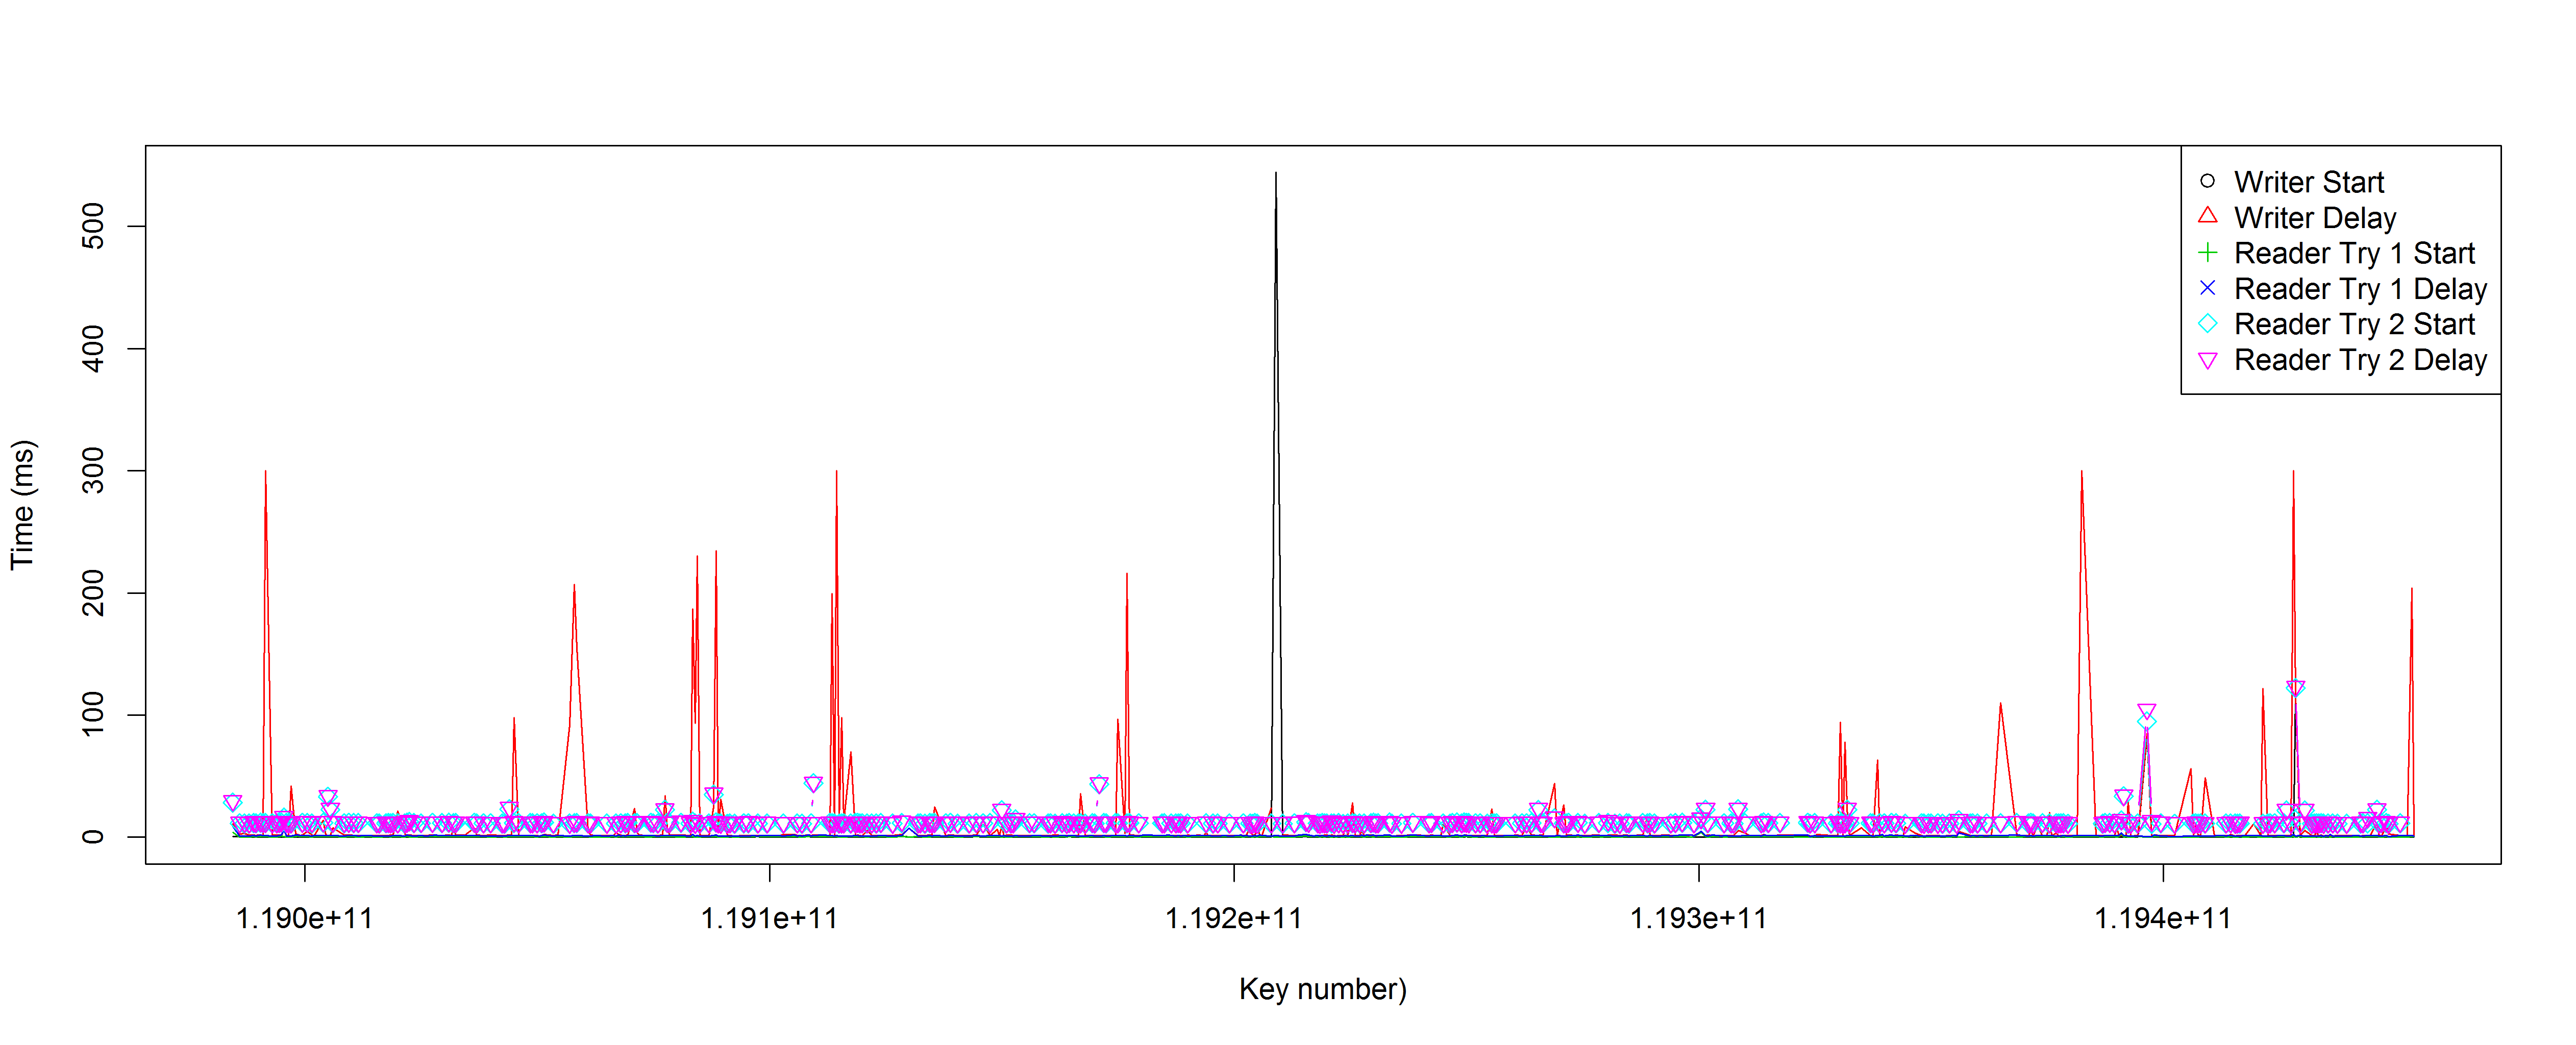 Writer Start
Writer Delay
Reader Try 1 Start
Reader Try 1 Delay
Reader Try 2 Start
Reader Try 2 Delay
Time (ms)
500
400
300
200
100
0
1.190e+11
1.191e+11
1.192e+11
1.193e+11
1.194e+11
Key number)